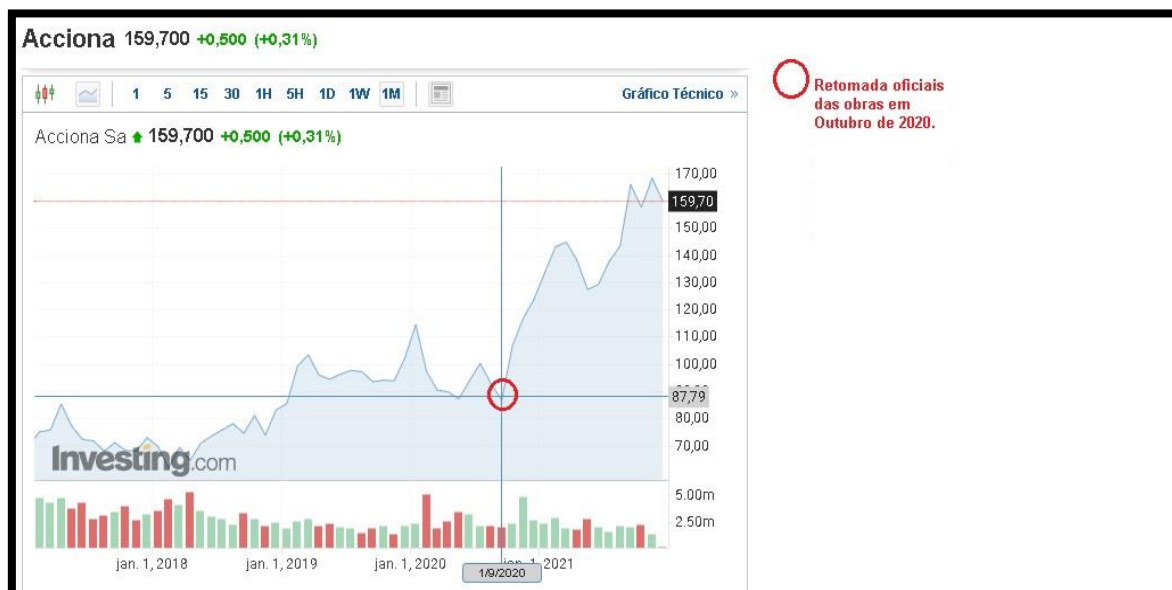 Acciona 159,700 +0,500 (+0,31%)
1 5 15 30 1H 5H 1D 1W 1M
Gráfico Técnico »
Retomada oficiais
das obras em
Outubro de 2020.
Acciona Sa 159,700 +0,500 (+0,31%)
170,00
159,70
150,00
140,00
130,00
120,00
110,00
100,00
87,79
80,00
70,00
Investing.com
5.00m
2.50m
jan. 1, 2018
jan. 1, 2019
jan. 1, 2020
1/9/2020
2021